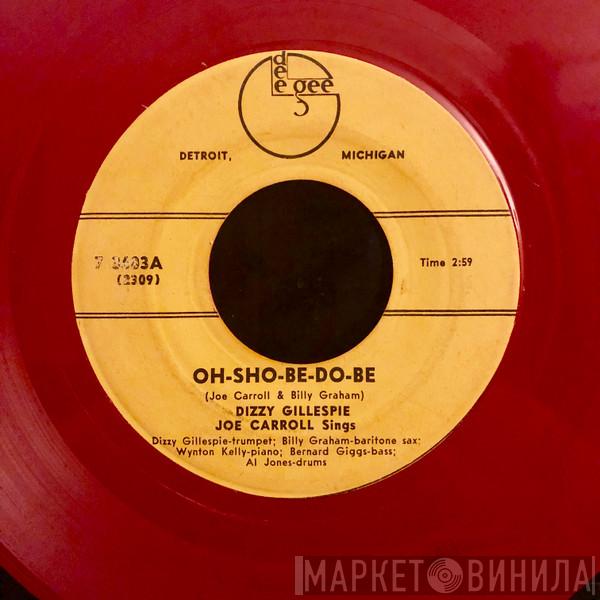 dee gee
DETROIT, MICHIGAN
7 3603A
Time 2:59
(2309)
OH-SHO-BE-DO-BE
(Joe Carroll & Billy Graham)
DIZZY GILLESPIE
JOE CARROLL Sings
Dizzy Gillespie-trumpet; Billy Graham-baritone sax;
Wynton Kelly-piano; Bernard Giggs-bass;
Al Jones-drums
МАРКЕТ ВИНИЛА